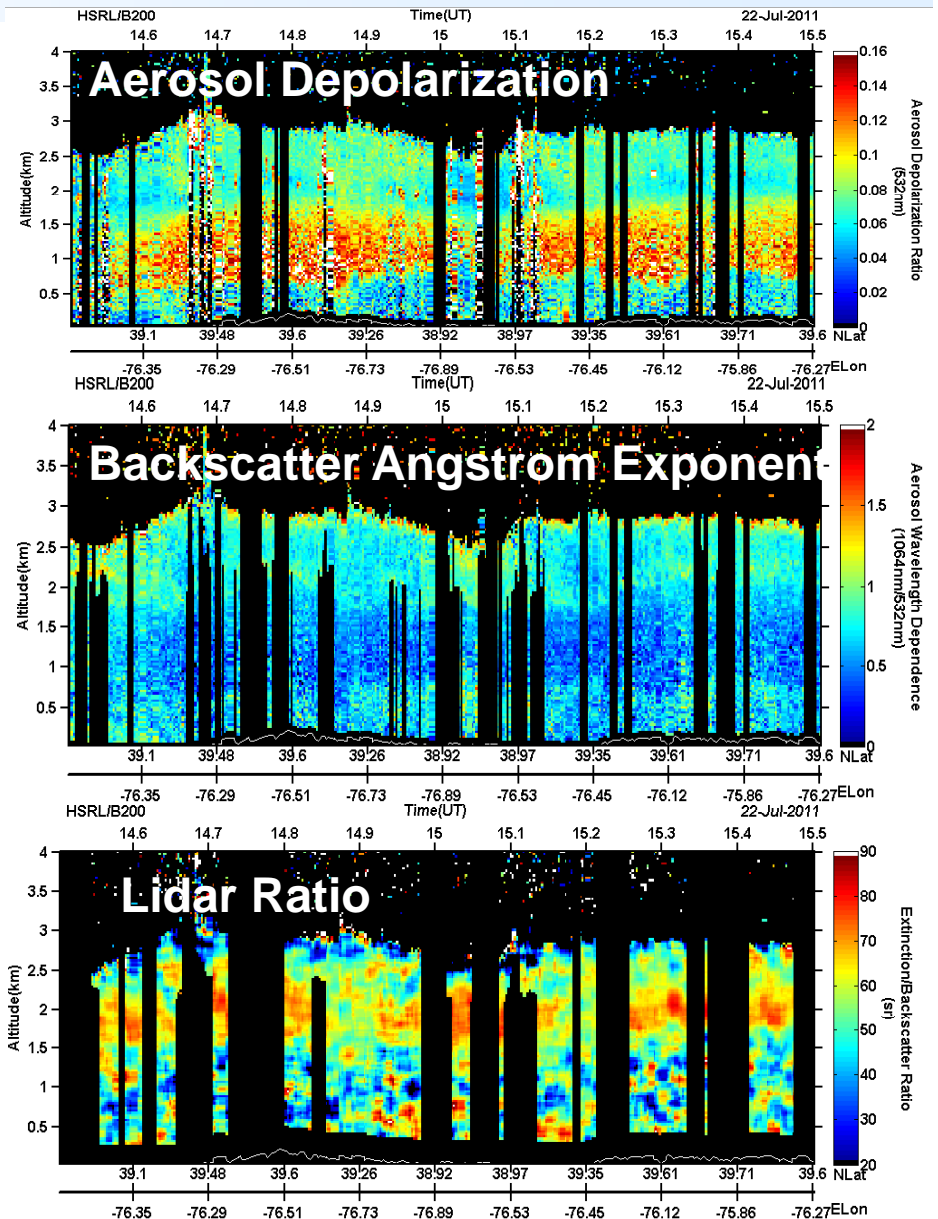 HSRL/B200 Time(UT) 22-Jul-2011
14.6 14.7 14.8 14.9 15 15.1 15.2 15.3 15.4 15.5
Aerosol Depolarization
4
3.5
3
2.5
2
1.5
1
0.5
Altitude(km)
0.16
0.14
0.12
0.1
0.08
0.06
0.04
0.02
0
Aerosol Depolarization Ratio
(532nm)
39.1 39.48 39.6 39.26 38.92 38.97 39.35 39.61 39.71 39.6 NLat
-76.35 -76.29 -76.51 -76.73 -76.89 -76.53 -76.45 -76.12 -75.86 -76.27 ELon
HSRL/B200 Time(UT) 22-Jul-2011
14.6 14.7 14.8 14.9 15 15.1 15.2 15.3 15.4 15.5
Backscatter Angstrom Exponent
4
3.5
3
2.5
2
1.5
1
0.5
Altitude(km)
2
1.5
1
0.5
0
Aerosol Wavelength Dependence
(1064nm/532nm)
39.1 39.48 39.6 39.26 38.92 38.97 39.35 39.61 39.71 39.6 NLat
-76.35 -76.29 -76.51 -76.73 -76.89 -76.53 -76.45 -76.12 -75.86 -76.27 ELon
HSRL/B200 Time(UT) 22-Jul-2011
14.6 14.7 14.8 14.9 15 15.1 15.2 15.3 15.4 15.5
Lidar Ratio
4
3.5
3
2.5
2
1.5
1
0.5
Altitude(km)
90
80
70
60
50
40
30
20
Extinction/Backscatter Ratio
(sr)
39.1 39.48 39.6 39.26 38.92 38.97 39.35 39.61 39.71 39.6 NLat
-76.35 -76.29 -76.51 -76.73 -76.89 -76.53 -76.45 -76.12 -75.86 -76.27 ELon